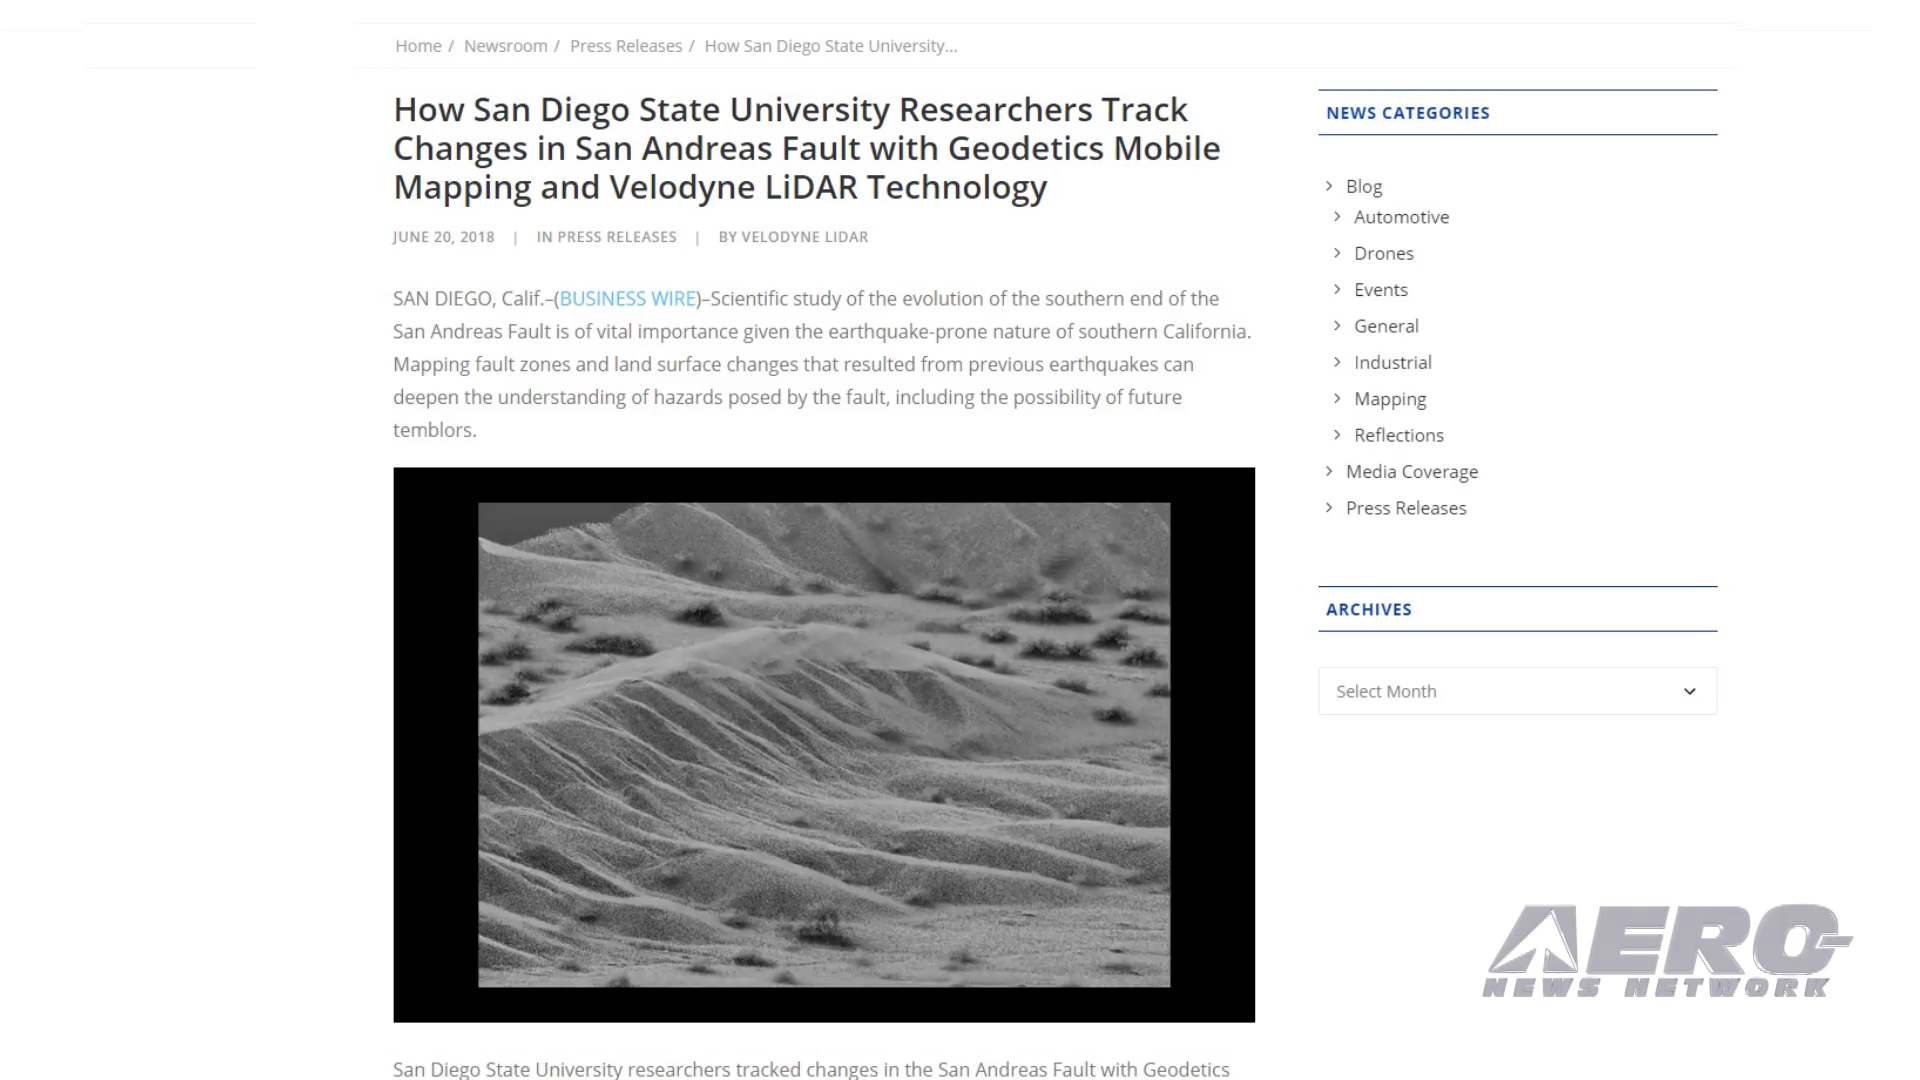 Home / Newsroom / Press Releases / How San Diego State University...
How San Diego State University Researchers Track
Changes in San Andreas Fault with Geodetics Mobile
Mapping and Velodyne LiDAR Technology
JUNE 20, 2018 | IN PRESS RELEASES | BY VELODYNE LIDAR
SAN DIEGO, Calif.–(BUSINESS WIRE)–Scientific study of the evolution of the southern end of the
San Andreas Fault is of vital importance given the earthquake-prone nature of southern California.
Mapping fault zones and land surface changes that resulted from previous earthquakes can
deepen the understanding of hazards posed by the fault, including the possibility of future
temblors.
San Diego State University researchers tracked changes in the San Andreas Fault with Geodetics
NEWS CATEGORIES
Blog
Automotive
Drones
Events
General
Industrial
Mapping
Reflections
Media Coverage
Press Releases
ARCHIVES
Select Month
AERO-
NEWS NETWORK